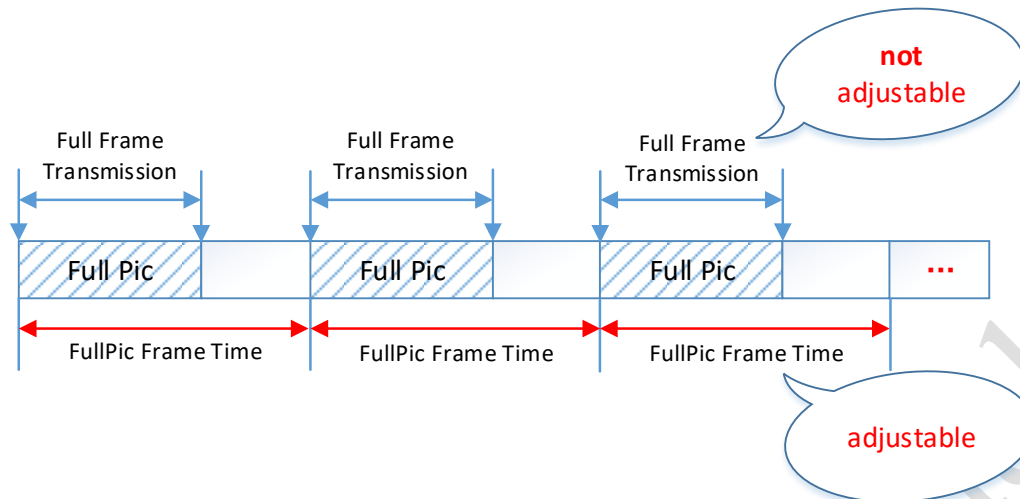 not
adjustable
Full Frame
Transmission
Full Frame
Transmission
Full Frame
Transmission
Full Pic
Full Pic
Full Pic
...
FullPic Frame Time
FullPic Frame Time
FullPic Frame Time
adjustable